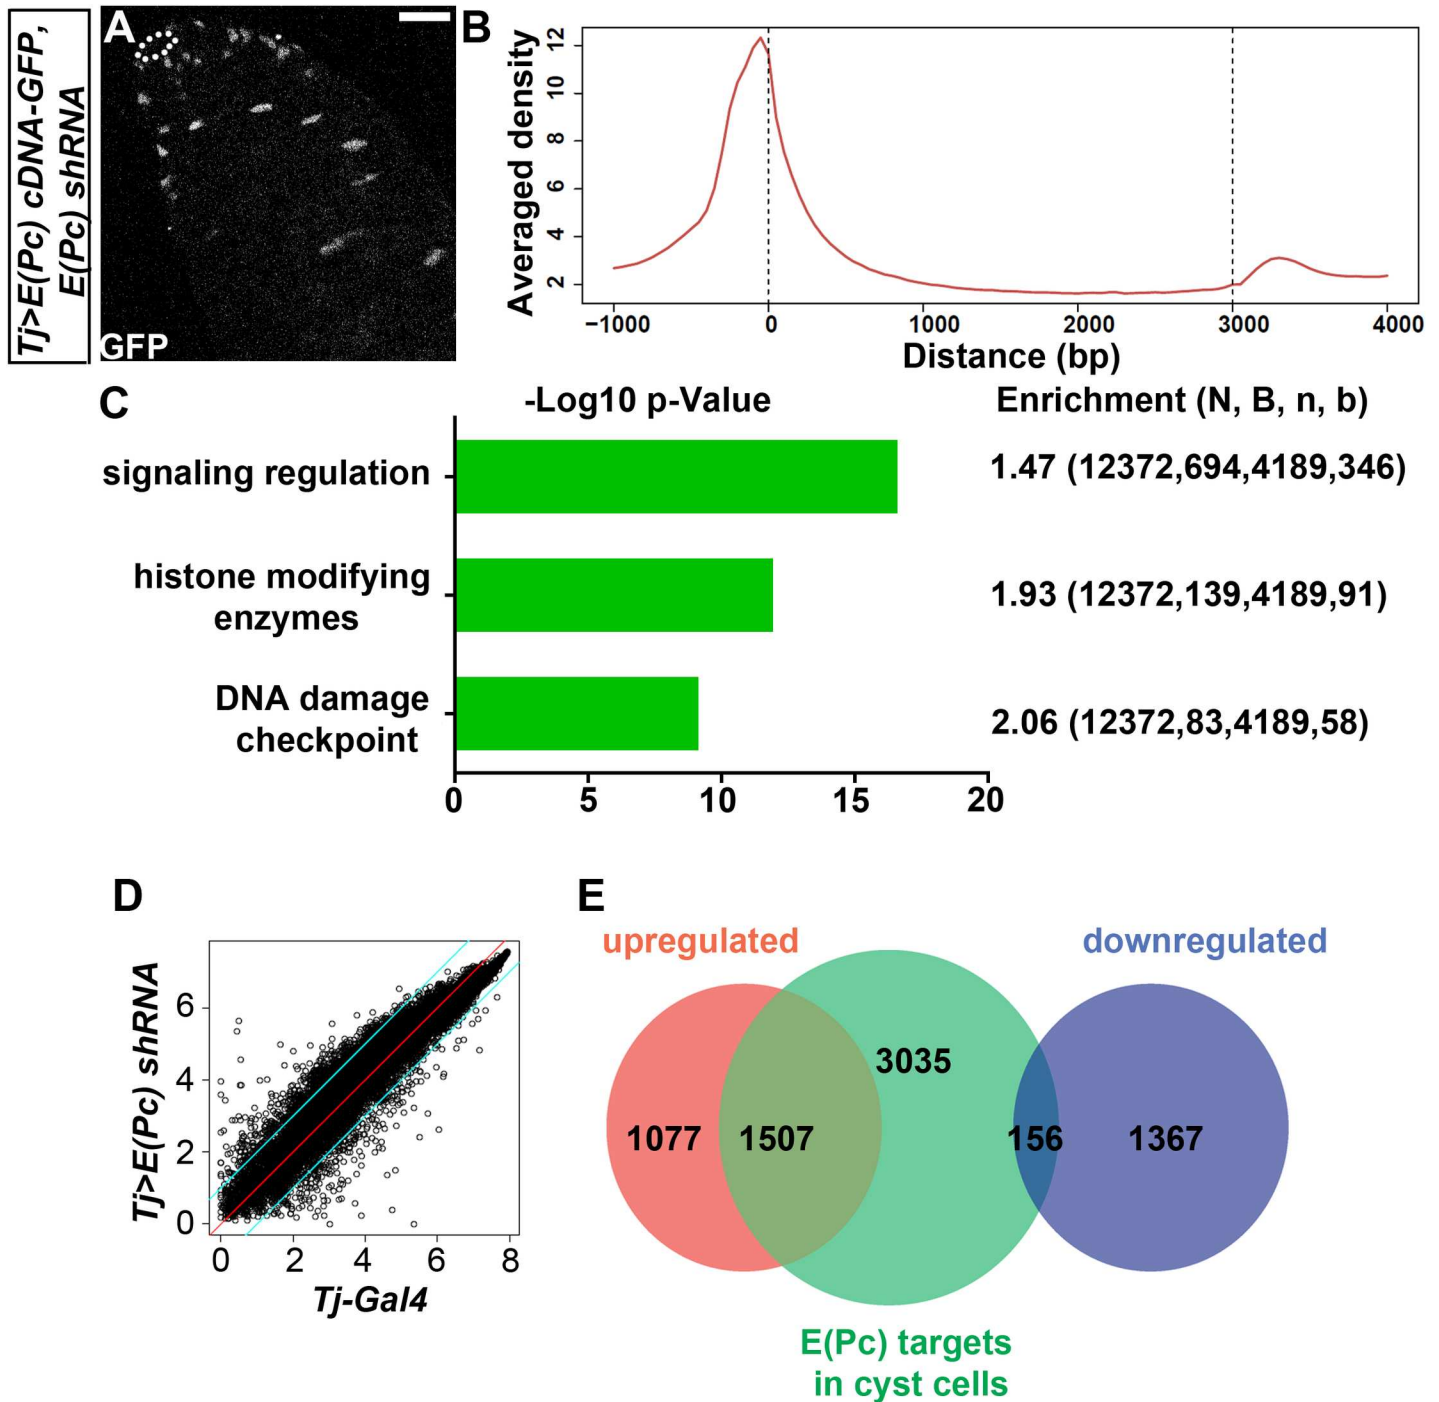 Tj>E(Pc) cDNA-GFP,
E(Pc) shRNA
A
GFP
B
Averaged density
12
10
8
6
4
2
−1000
0
1000
2000
3000
4000
Distance (bp)
C
-Log10 p-Value
Enrichment (N, B, n, b)
signaling regulation
1.47 (12372,694,4189,346)
histone modifying
enzymes
1.93 (12372,139,4189,91)
DNA damage
checkpoint
2.06 (12372,83,4189,58)
0
5
10
15
20
D
Tj>E(Pc) shRNA
6
4
2
0
0
2
4
6
8
Tj-Gal4
E
upregulated
downregulated
3035
1077
1507
156
1367
E(Pc) targets
in cyst cells